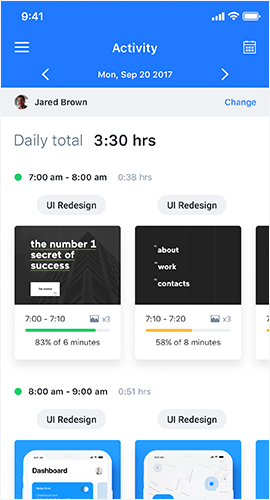 9:41
Activity
Mon, Sep 20 2017
Jared Brown Change
Daily total 3:30 hrs
7:00 am - 8:00 am 0:38 hrs
UI Redesign UI Redesign
the number 1
secret of
success
about
work
contacts
7:00 - 7:10 x3 7:10 - 7:20 x3
83% of 6 minutes 58% of 8 minutes
8:00 am - 9:00 am 0:51 hrs
UI Redesign UI Redesign
Dashboard